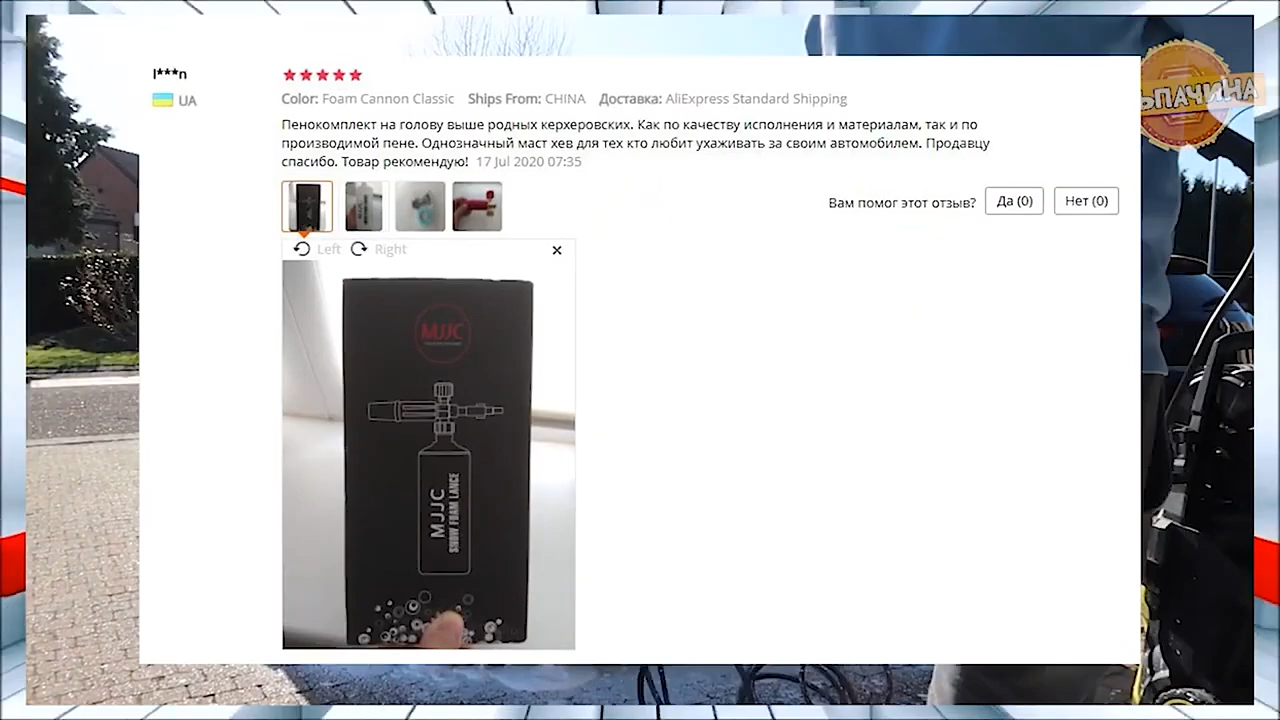 ЬПАЧИНА
l***n
UA
Color: Foam Cannon Classic Ships From: CHINA Доставка: AliExpress Standard Shipping
Пенокомплект на голову выше родных керхеровских. Как по качеству исполнения и материалам, так и по
производимой пене. Однозначный маст хев для тех кто любит ухаживать за своим автомобилем. Продавцу
спасибо. Товар рекомендую! 17 Jul 2020 07:35
Вам помог этот отзыв? Да (0) Нет (0)
Left Right
MJJC
MJJC
SNOW FOAM LANCE